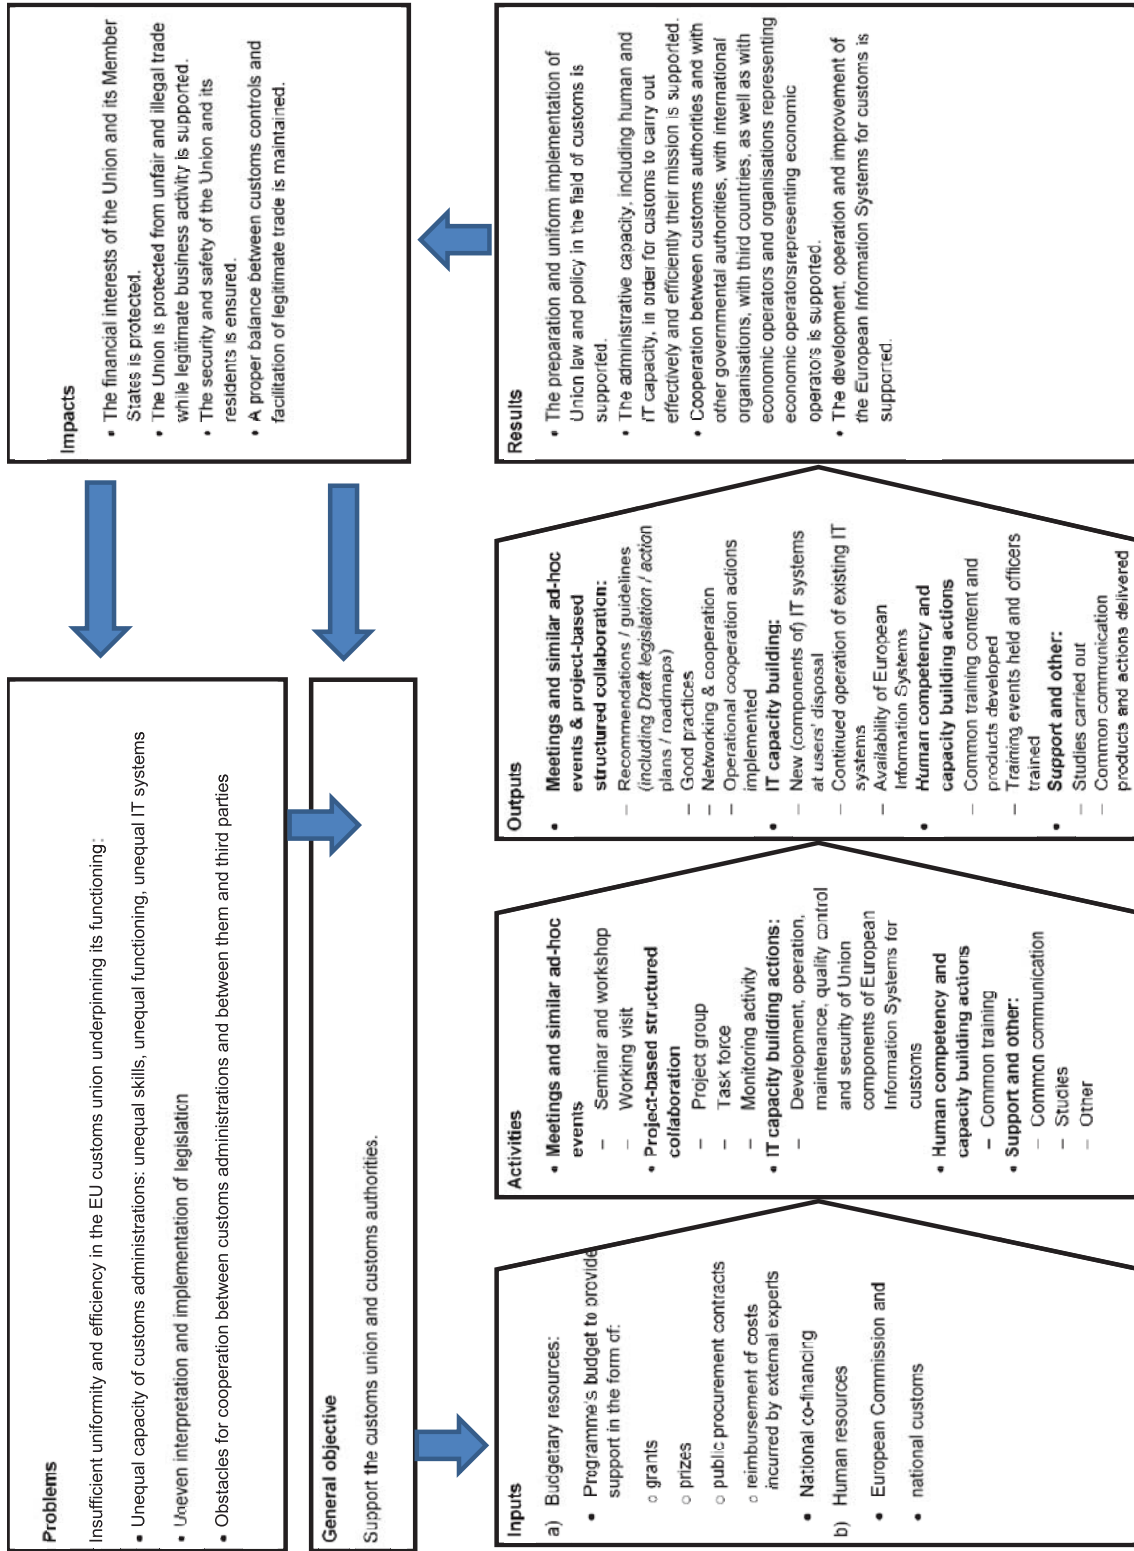 Problems
Insufficient uniformity and efficiency in the EU customs union underpinning its functioning:
• Unequal capacity of customs administrations: unequal skills, unequal functioning, unequal IT systems
• Uneven interpretation and implementation of legislation
• Obstacles for cooperation between customs administrations and between them and third parties
General objective
Support the customs union and customs authorities.
Impacts
• The financial interests of the Union and its Member
States is protected.
• The Union is protected from unfair and illegal trade
while legitimate business activity is supported.
• The security and safety of the Union and its
residents is ensured.
• A proper balance between customs controls and
facilitation of legitimate trade is maintained.
Inputs
a) Budgetary resources:
• Programme's budget to provide
support in the form of:
o grants
o prizes
o public procurement contracts
o reimbursement of costs
incurred by external experts
• National co-financing
b) Human resources
• European Commission and
• national customs
Activities
• Meetings and similar ad-hoc
events
– Seminar and workshop
– Working visit
• Project-based structured
collaboration
– Project group
– Task force
– Monitoring activity
• IT capacity building actions:
– Development, operation,
maintenance, quality control
and security of Union
components of European
Information Systems for
customs
• Human competency and
capacity building actions
– Common training
• Support and other:
– Common communication
– Studies
– Other
Outputs
• Meetings and similar ad-hoc
events & project-based
structured collaboration:
– Recommendations / guidelines
(including Draft legislation / action
plans / roadmaps)
– Good practices
– Networking & cooperation
– Operational cooperation actions
implemented
• IT capacity building:
– New (components of) IT systems
at users' disposal
– Continued operation of existing IT
systems
– Availability of European
Information Systems
• Human competency and
capacity building actions
– Common training content and
products developed
– Training events held and officers
trained
• Support and other:
– Studies carried out
– Common communication
products and actions delivered
Results
• The preparation and uniform implementation of
Union law and policy in the field of customs is
supported.
• The administrative capacity, including human and
IT capacity, in order for customs to carry out
effectively and efficiently their mission is supported.
• Cooperation between customs authorities and with
other governmental authorities, with international
organisations, with third countries, as well as with
economic operators and organisations representing
economic operatorsrepresenting economic
operators is supported.
• The development, operation and improvement of
the European Information Systems for customs is
supported.